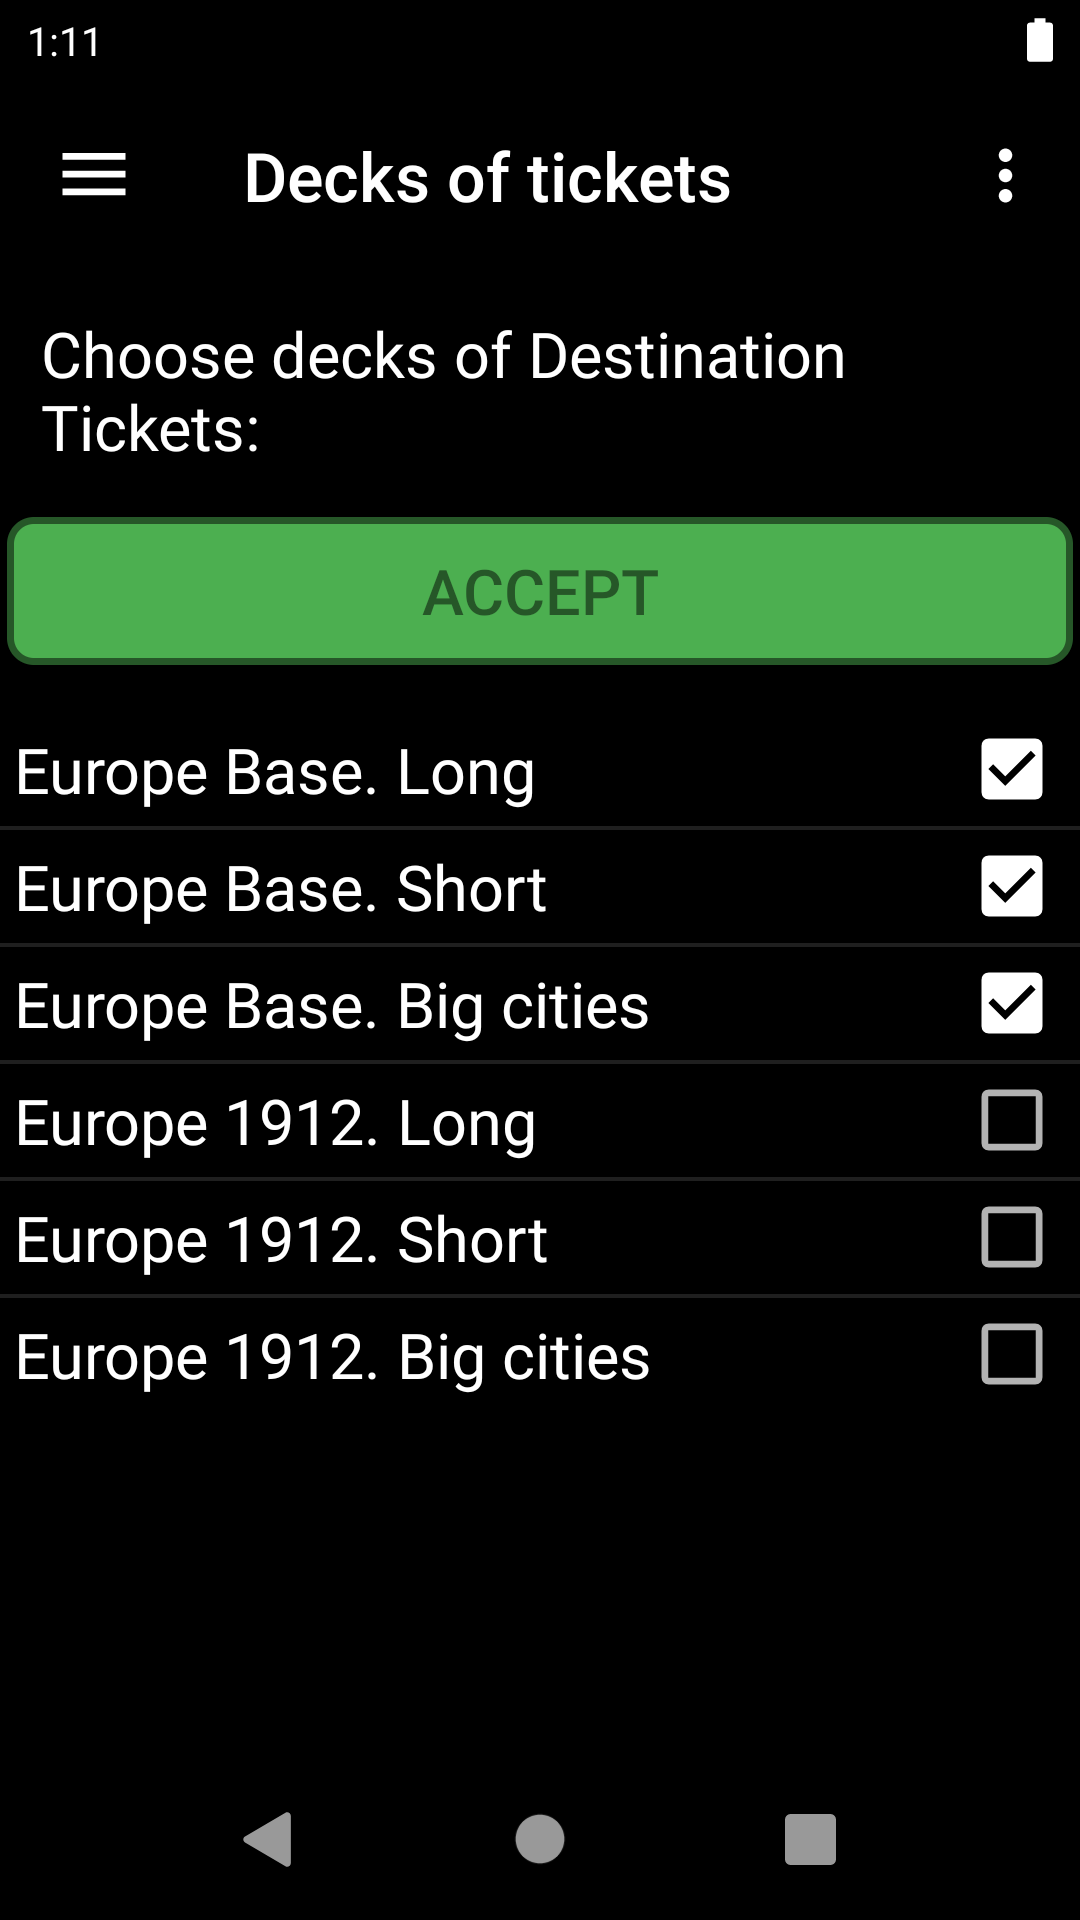 1:11
Decks of tickets
Choose decks of Destination
Tickets:
ACCEPT
Europe Base. Long
Europe Base. Short
Europe Base. Big cities
Europe 1912. Long
Europe 1912. Short
Europe 1912. Big cities